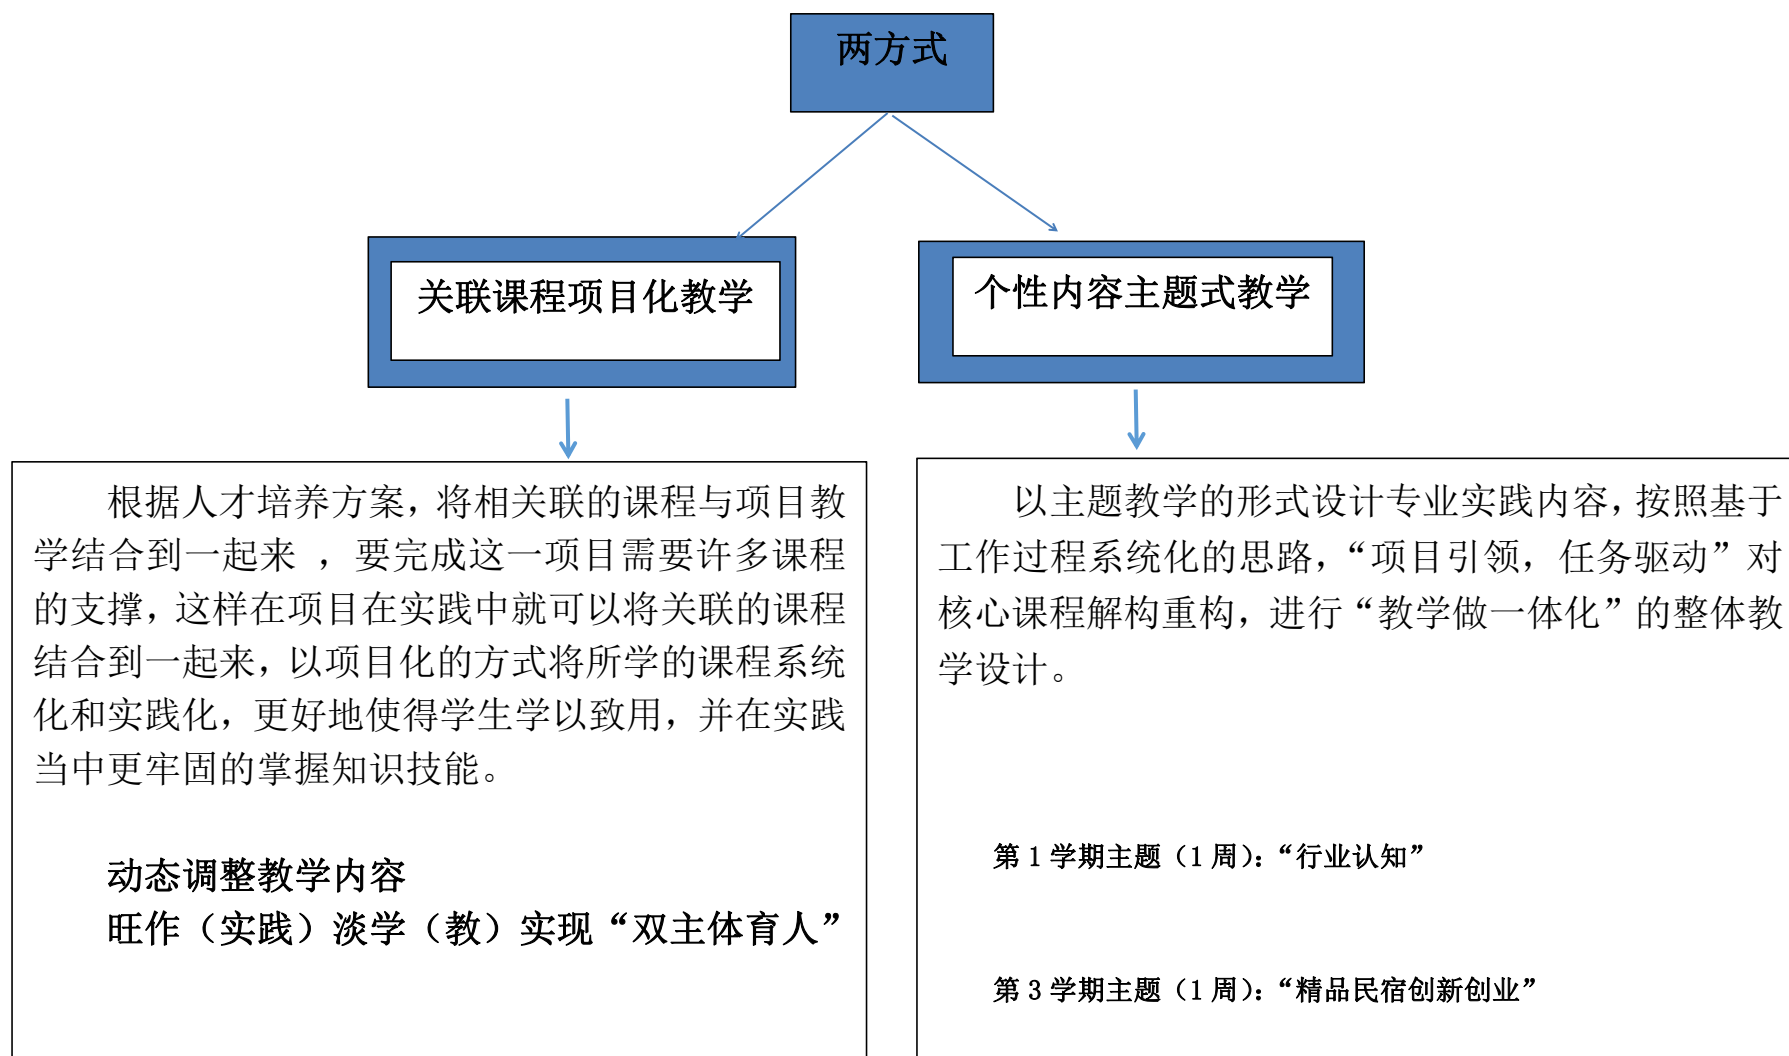 两方式
关联课程项目化教学
个性内容主题式教学
根据人才培养方案，将相关联的课程与项目教
学结合到一起来 ，要完成这一项目需要许多课程
的支撑，这样在项目在实践中就可以将关联的课程
结合到一起来，以项目化的方式将所学的课程系统
化和实践化，更好地使得学生学以致用，并在实践
当中更牢固的掌握知识技能。
动态调整教学内容
旺作（实践）淡学（教）实现“双主体育人”
以主题教学的形式设计专业实践内容，按照基于
工作过程系统化的思路，“项目引领，任务驱动”对
核心课程解构重构，进行“教学做一体化”的整体教
学设计。
第 1 学期主题（1 周）：“行业认知”
第 3 学期主题（1 周）：“精品民宿创新创业”